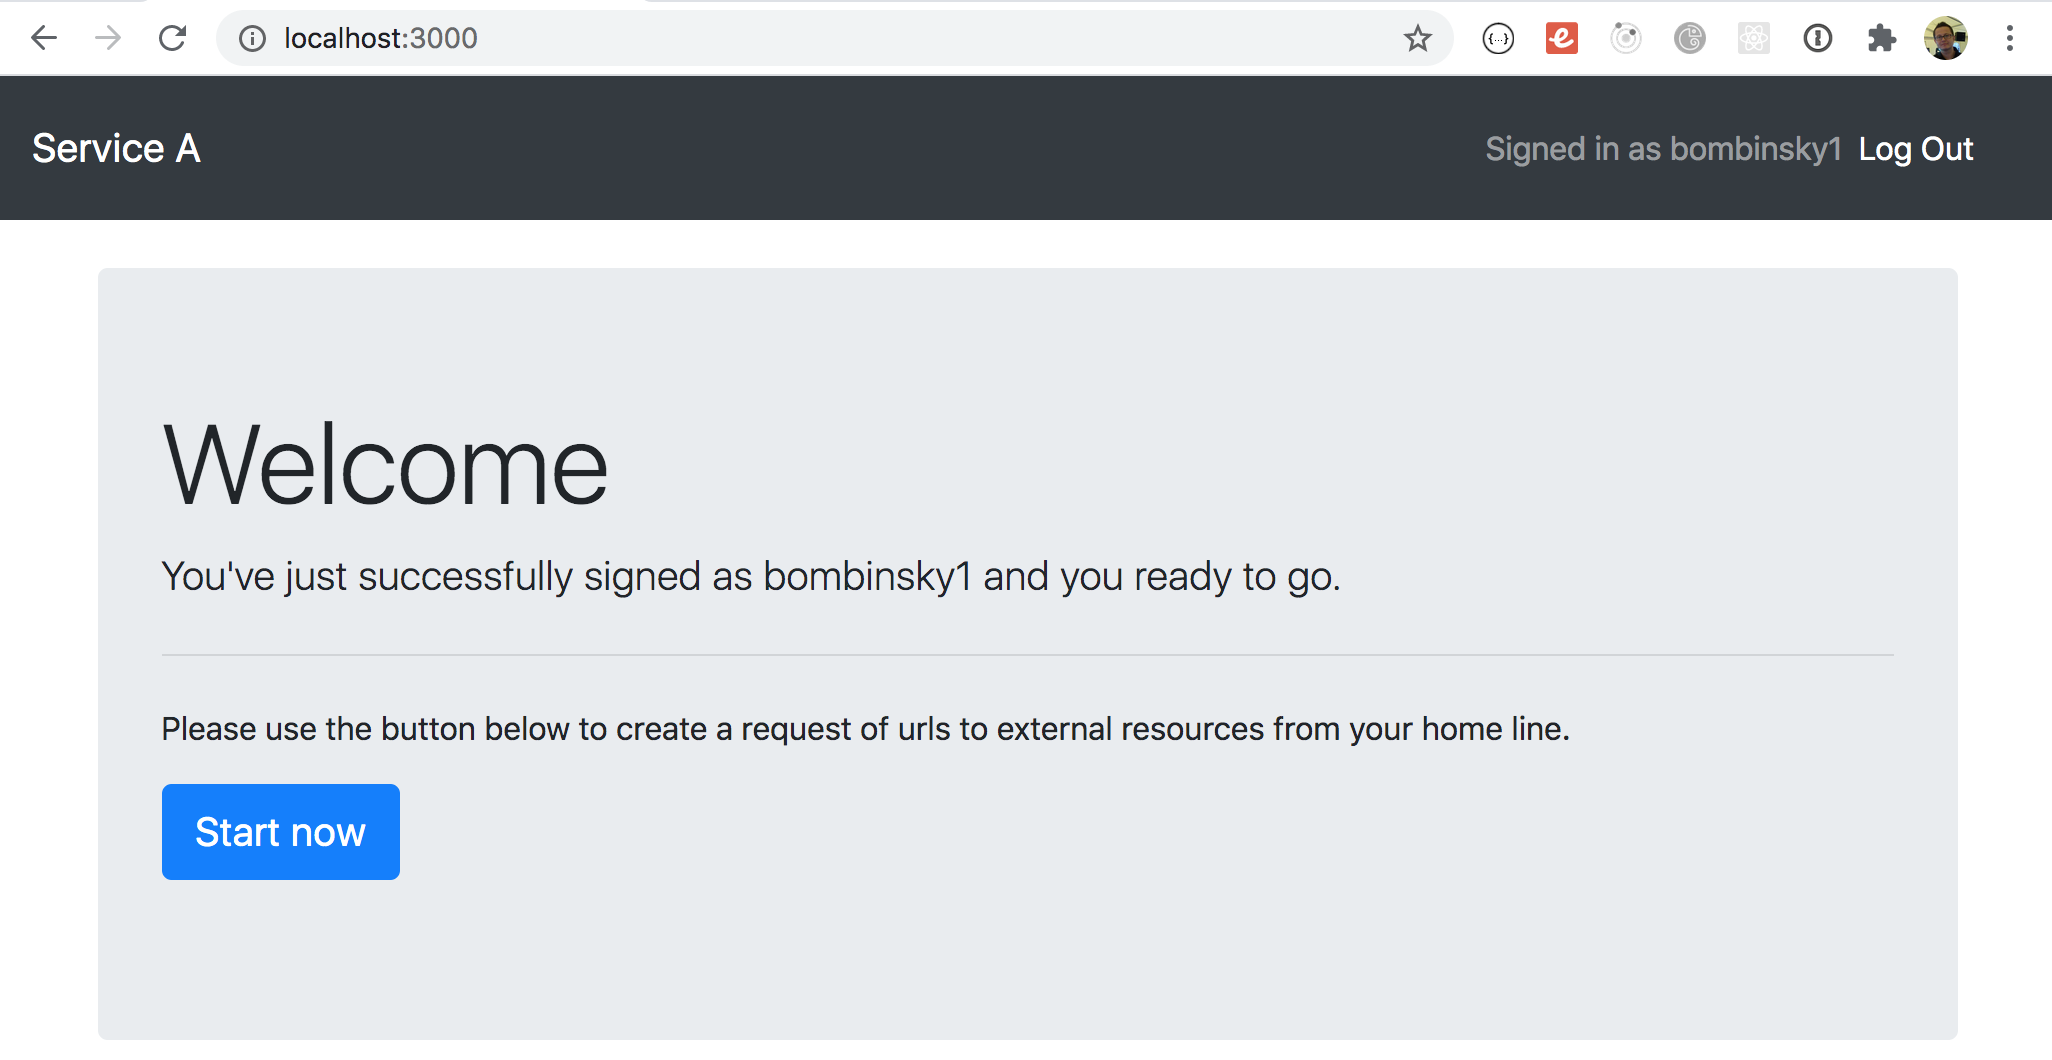 localhost:3000
Service A
Signed in as bombinsky1 Log Out
Welcome
You've just successfully signed as bombinsky1 and you ready to go.
Please use the button below to create a request of urls to external resources from your home line.
Start now